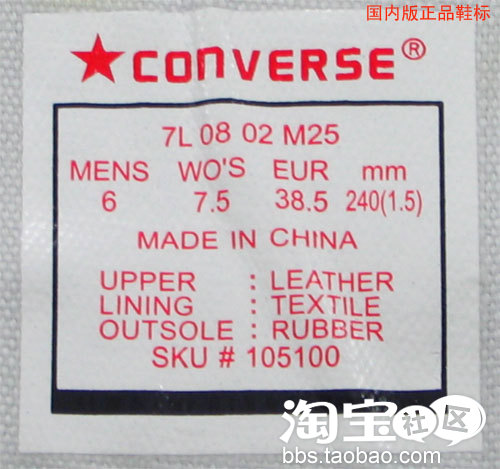 国内版正品鞋标
★CONVERSE®
7L 08 02 M25
MENS WO'S EUR mm
6 7.5 38.5 240(1.5)
MADE IN CHINA
UPPER : LEATHER
LINING : TEXTILE
OUTSOLE : RUBBER
SKU # 105100
淘宝社区
bbs.taobao.com